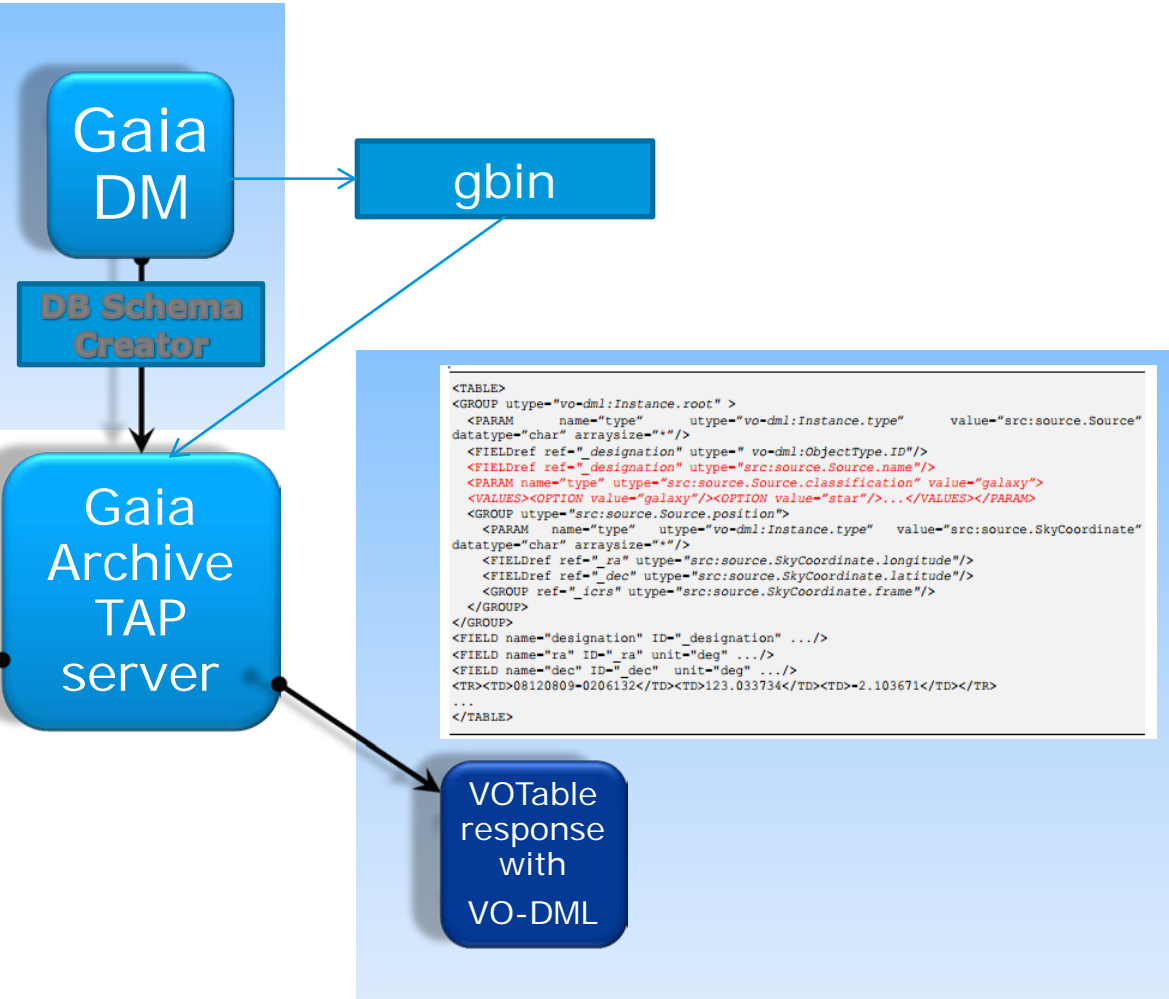 Gaia
DM
gbin
DB Schema
Creator
Gaia
Archive
TAP
server
<TABLE>
<GROUP utype="vo-dml:Instance.root" >
<PARAM name="type" utype="vo-dml:Instance.type" value="src:source.Source"
datatype="char" arraysize="*"/>
<FIELDref ref="_designation" utype=" vo-dml:ObjectType.ID"/>
<FIELDref ref="_designation" utype="src:source.Source.name"/>
<PARAM name="type" utype="src:source.Source.classification" value="galaxy">
<VALUES><OPTION value="galaxy"/><OPTION value="star"/>...</VALUES></PARAM>
<GROUP utype="src:source.Source.position">
<PARAM name="type" utype="vo-dml:Instance.type" value="src:source.SkyCoordinate"
datatype="char" arraysize="*"/>
<FIELDref ref="_ra" utype="src:source.SkyCoordinate.longitude"/>
<FIELDref ref="_dec" utype="src:source.SkyCoordinate.latitude"/>
<GROUP ref="_icrs" utype="src:source.SkyCoordinate.frame"/>
</GROUP>
</GROUP>
<FIELD name="designation" ID="_designation" .../>
<FIELD name="ra" ID="_ra" unit="deg" .../>
<FIELD name="dec" ID="_dec" unit="deg" .../>
<TR><TD>08120809-0206132</TD><TD>123.033734</TD><TD>-2.103671</TD></TR>
...
</TABLE>
VOTable
response
with
VO-DML